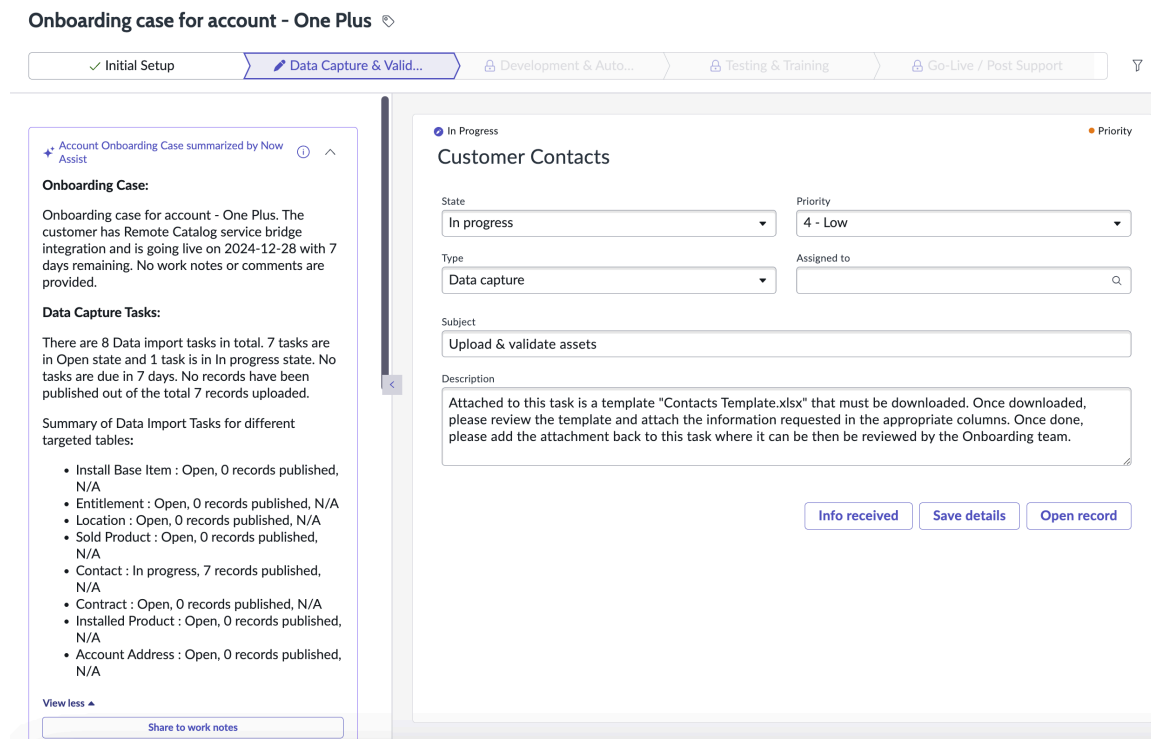 Onboarding case for account - One Plus
Initial Setup
Data Capture & Valid...
Development & Auto...
Testing & Training
Go-Live / Post Support
Account Onboarding Case summarized by Now
Assist
Onboarding Case:
Onboarding case for account - One Plus. The
customer has Remote Catalog service bridge
integration and is going live on 2024-12-28 with 7
days remaining. No work notes or comments are
provided.
Data Capture Tasks:
There are 8 Data import tasks in total. 7 tasks are
in Open state and 1 task is in In progress state. No
tasks are due in 7 days. No records have been
published out of the total 7 records uploaded.
Summary of Data Import Tasks for different
targeted tables:
• Install Base Item : Open, 0 records published,
N/A
• Entitlement : Open, 0 records published, N/A
• Location : Open, 0 records published, N/A
• Sold Product : Open, 0 records published,
N/A
• Contact : In progress, 7 records published,
N/A
• Contract : Open, 0 records published, N/A
• Installed Product : Open, 0 records published,
N/A
• Account Address : Open, 0 records published,
N/A
View less
Share to work notes
In Progress
Priority
Customer Contacts
State
In progress
Priority
4 - Low
Type
Data capture
Assigned to
Subject
Upload & validate assets
Description
Attached to this task is a template "Contacts Template.xlsx" that must be downloaded. Once downloaded,
please review the template and attach the information requested in the appropriate columns. Once done,
please add the attachment back to this task where it can be then be reviewed by the Onboarding team.
Info received
Save details
Open record